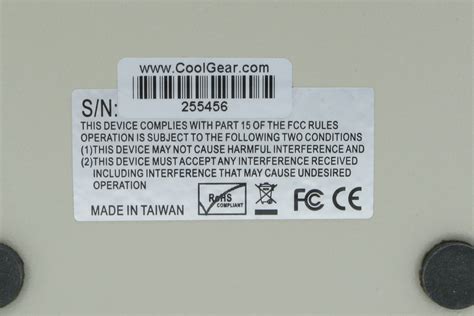 www.CoolGear.com
S/N:
255456
THIS DEVICE COMPLIES WITH PART 15 OF THE FCC RULES
OPERATION IS SUBJECT TO THE FOLLOWING TWO CONDITIONS
(1)THIS DEVICE MAY NOT CAUSE HARMFUL INTERFERENCE AND
(2)THIS DEVICE MUST ACCEPT ANY INTERFERENCE RECEIVED
INCLUDING INTERFERENCE THAT MAY CAUSE UNDESIRED
OPERATION
MADE IN TAIWAN
RoHS
COMPLIANT
FC CE